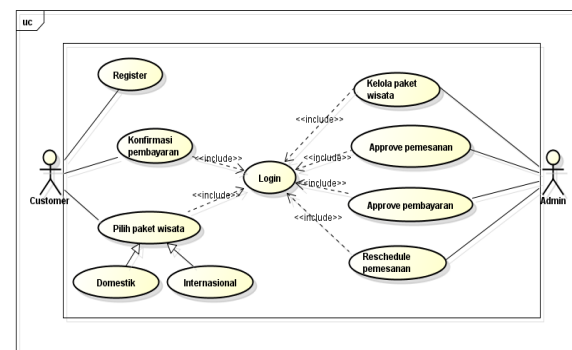 uc
Register
Kelola paket
wisata
<<include>>
Konfirmasi
pembayaran
Approve pemesanan
<<include>>
<<include>>
Login
Customer
Admin
<<include>>
<<include>>
Approve pembayaran
<<include>>
Pilih paket wisata
Reschedule
pemesanan
Domestik
Internasional